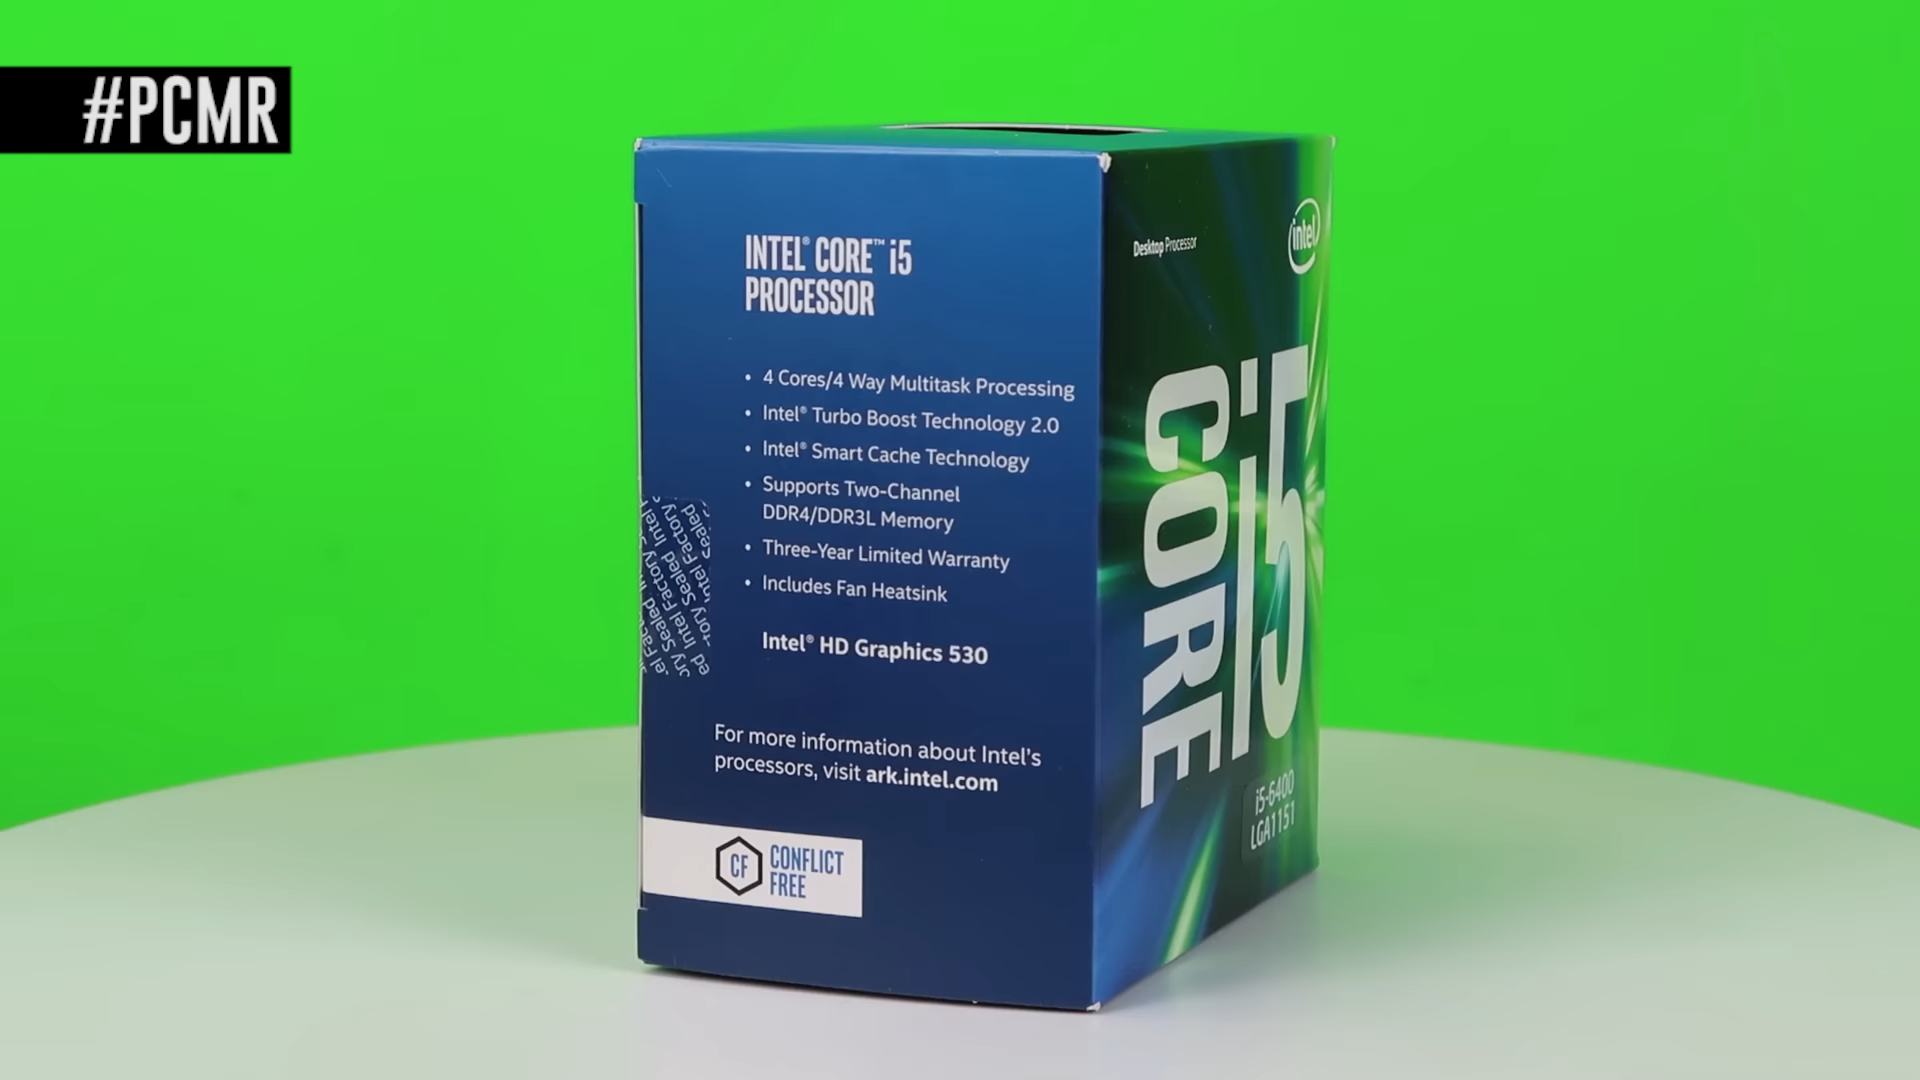 #PCMR
INTEL® CORE™ i5
PROCESSOR
• 4 Cores/4 Way Multitask Processing
• Intel® Turbo Boost Technology 2.0
• Intel® Smart Cache Technology
• Supports Two-Channel
DDR4/DDR3L Memory
• Three-Year Limited Warranty
• Includes Fan Heatsink
Intel® HD Graphics 530
For more information about Intel's
processors, visit ark.intel.com
CF CONFLICT
FREE
Intel Factory Sealed
Desktop Processor
intel
CORE
i5
i5-6400
LGA1151